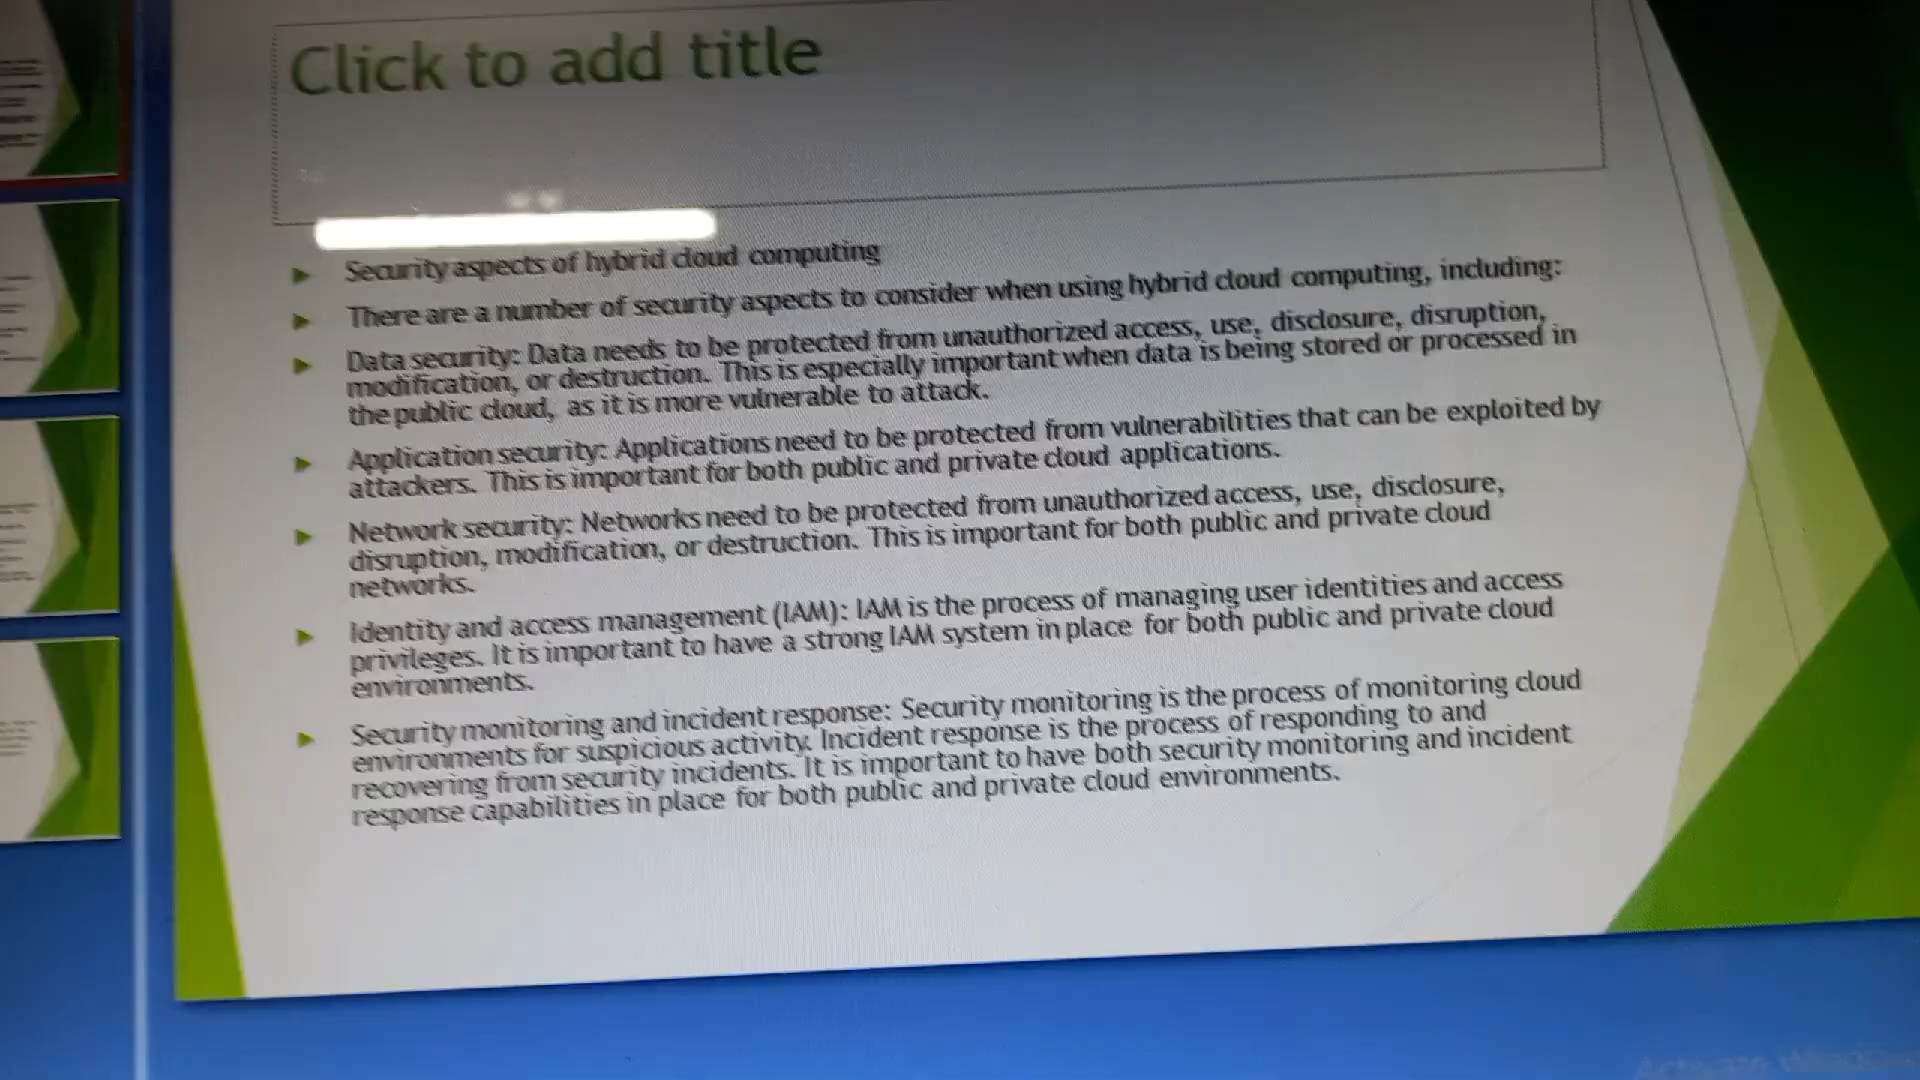 Click to add title
Security aspects of hybrid cloud computing
There are a number of security aspects to consider when using hybrid cloud computing, including:
Data security: Data needs to be protected from unauthorized access, use, disclosure, disruption,
modification, or destruction. This is especially important when data is being stored or processed in
the public cloud, as it is more vulnerable to attack.
Application security: Applications need to be protected from vulnerabilities that can be exploited by
attackers. This is important for both public and private cloud applications.
Network security: Networks need to be protected from unauthorized access, use, disclosure,
disruption, modification, or destruction. This is important for both public and private cloud
networks.
Identity and access management (IAM): IAM is the process of managing user identities and access
privileges. It is important to have a strong IAM system in place for both public and private cloud
environments.
Security monitoring and incident response: Security monitoring is the process of monitoring cloud
environments for suspicious activity. Incident response is the process of responding to and
recovering from security incidents. It is important to have both security monitoring and incident
response capabilities in place for both public and private cloud environments.
Activate